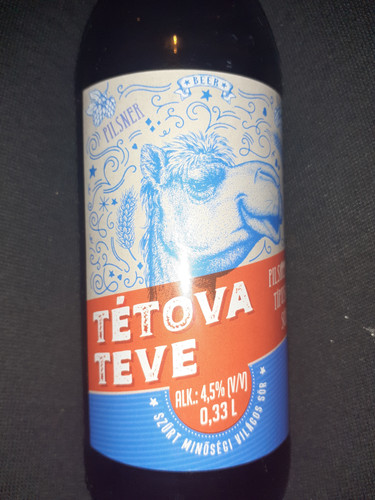 BEER
PILSNER
TÉTOVA
TEVE
ALK.: 4,5% (V/V)
0,33 L
SZŰRT MINŐSÉGI VILÁGOS SÖR